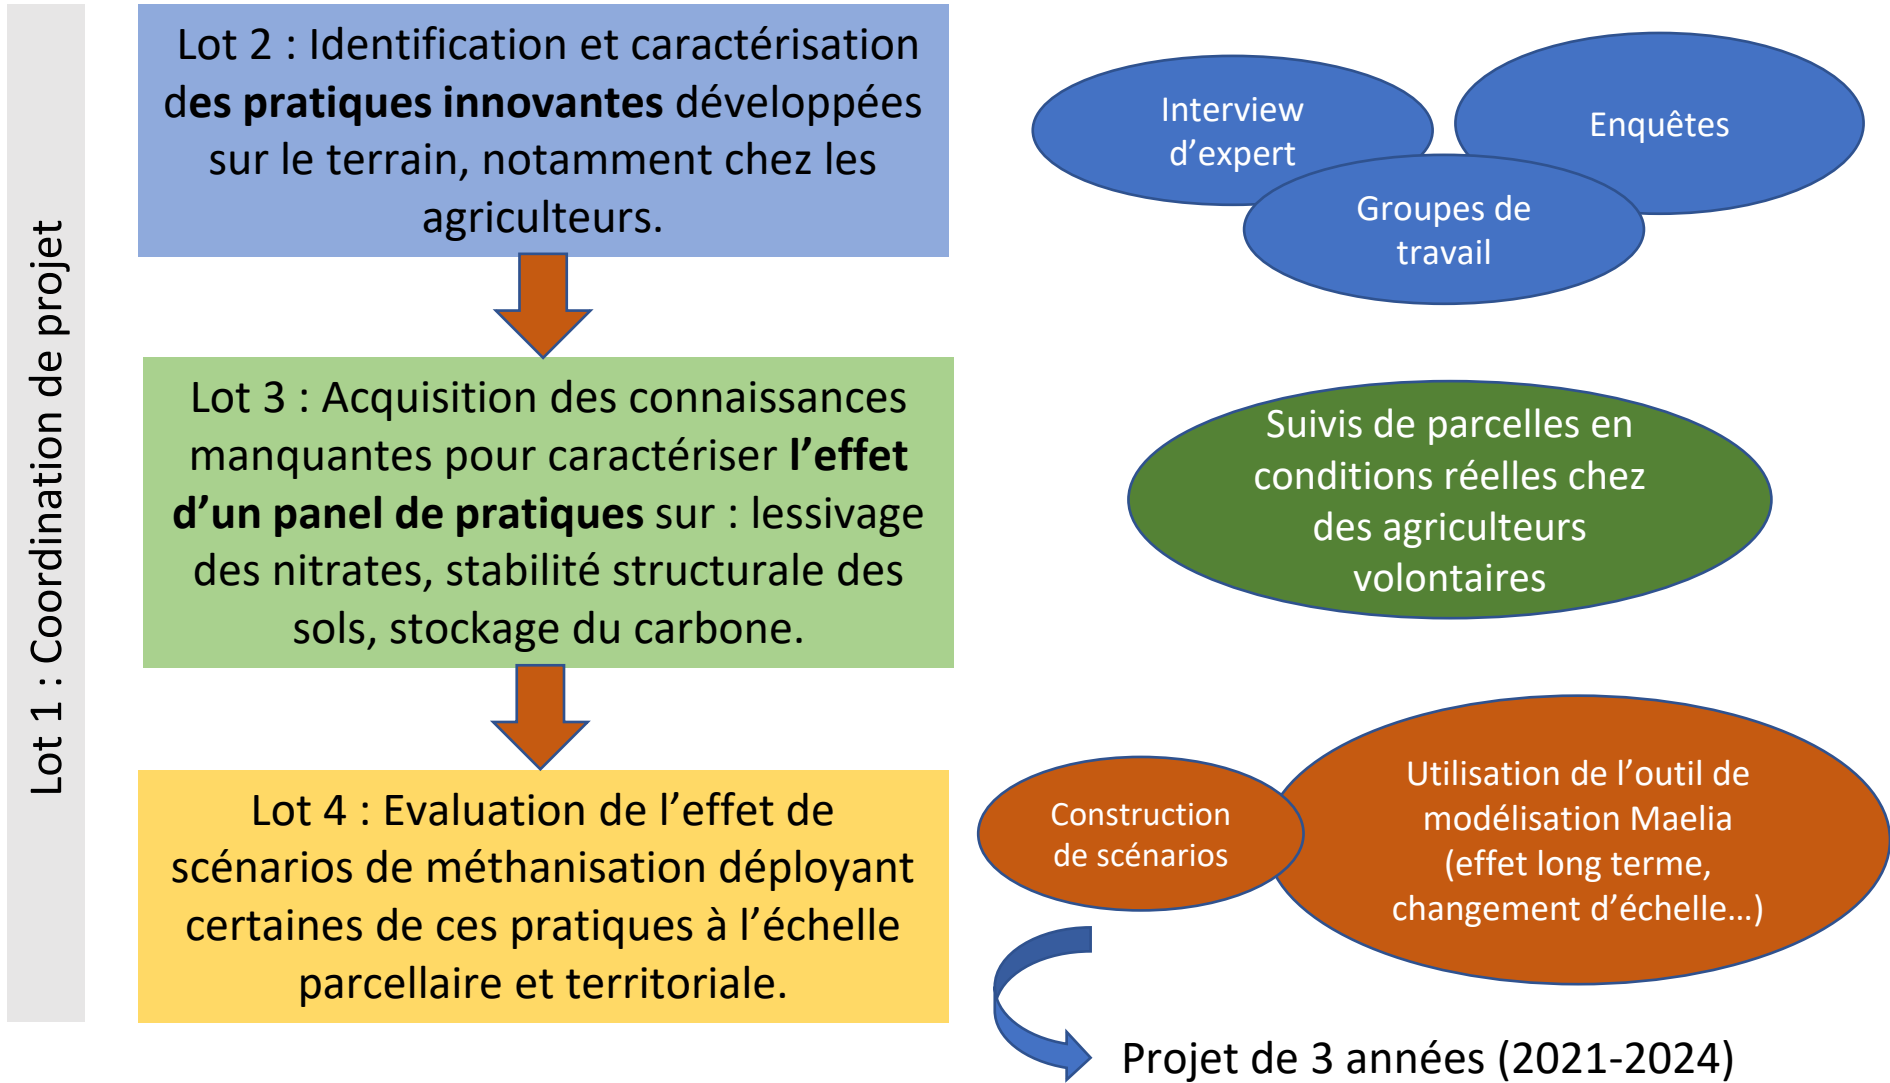 Lot 1 : Coordination de projet
Lot 2 : Identification et caractérisation
des pratiques innovantes développées
sur le terrain, notamment chez les
agriculteurs.
Interview
d’expert
Enquêtes
Groupes de
travail
Lot 3 : Acquisition des connaissances
manquantes pour caractériser l’effet
d’un panel de pratiques sur : lessivage
des nitrates, stabilité structurale des
sols, stockage du carbone.
Suivis de parcelles en
conditions réelles chez
des agriculteurs
volontaires
Lot 4 : Evaluation de l’effet de
scénarios de méthanisation déployant
certaines de ces pratiques à l’échelle
parcellaire et territoriale.
Construction
de scénarios
Utilisation de l’outil de
modélisation Maelia
(effet long terme,
changement d’échelle…)
Projet de 3 années (2021-2024)